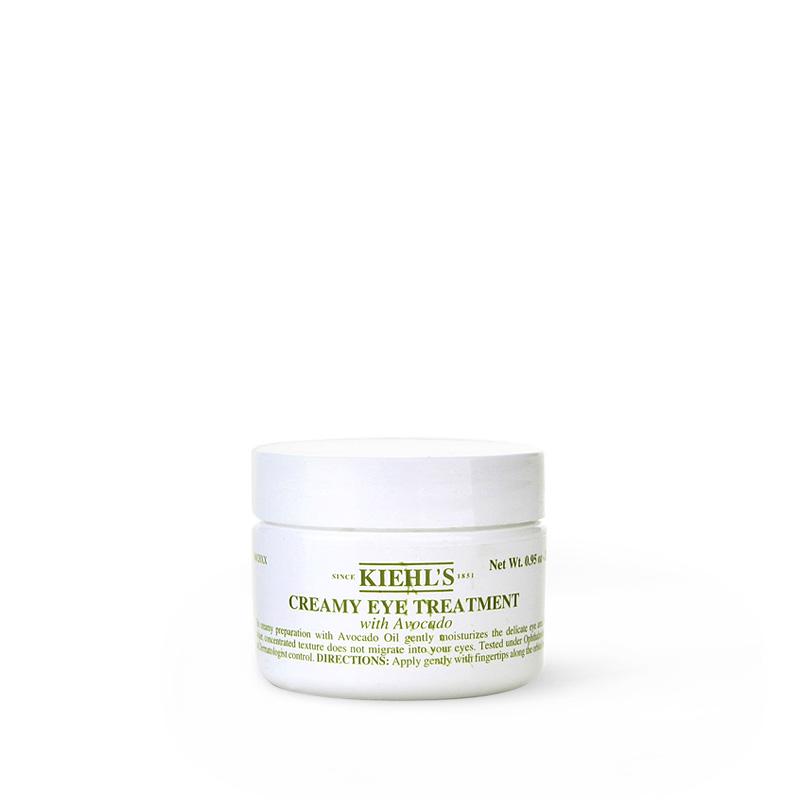 Net Wt. 0.95 oz
SINCE KIEHL'S 1851
CREAMY EYE TREATMENT
with Avocado
creamy preparation with Avocado Oil gently moisturizes the delicate eye
concentrated texture does not migrate into your eyes. Tested under
Dermatologist control. DIRECTIONS: Apply gently with fingertips along the